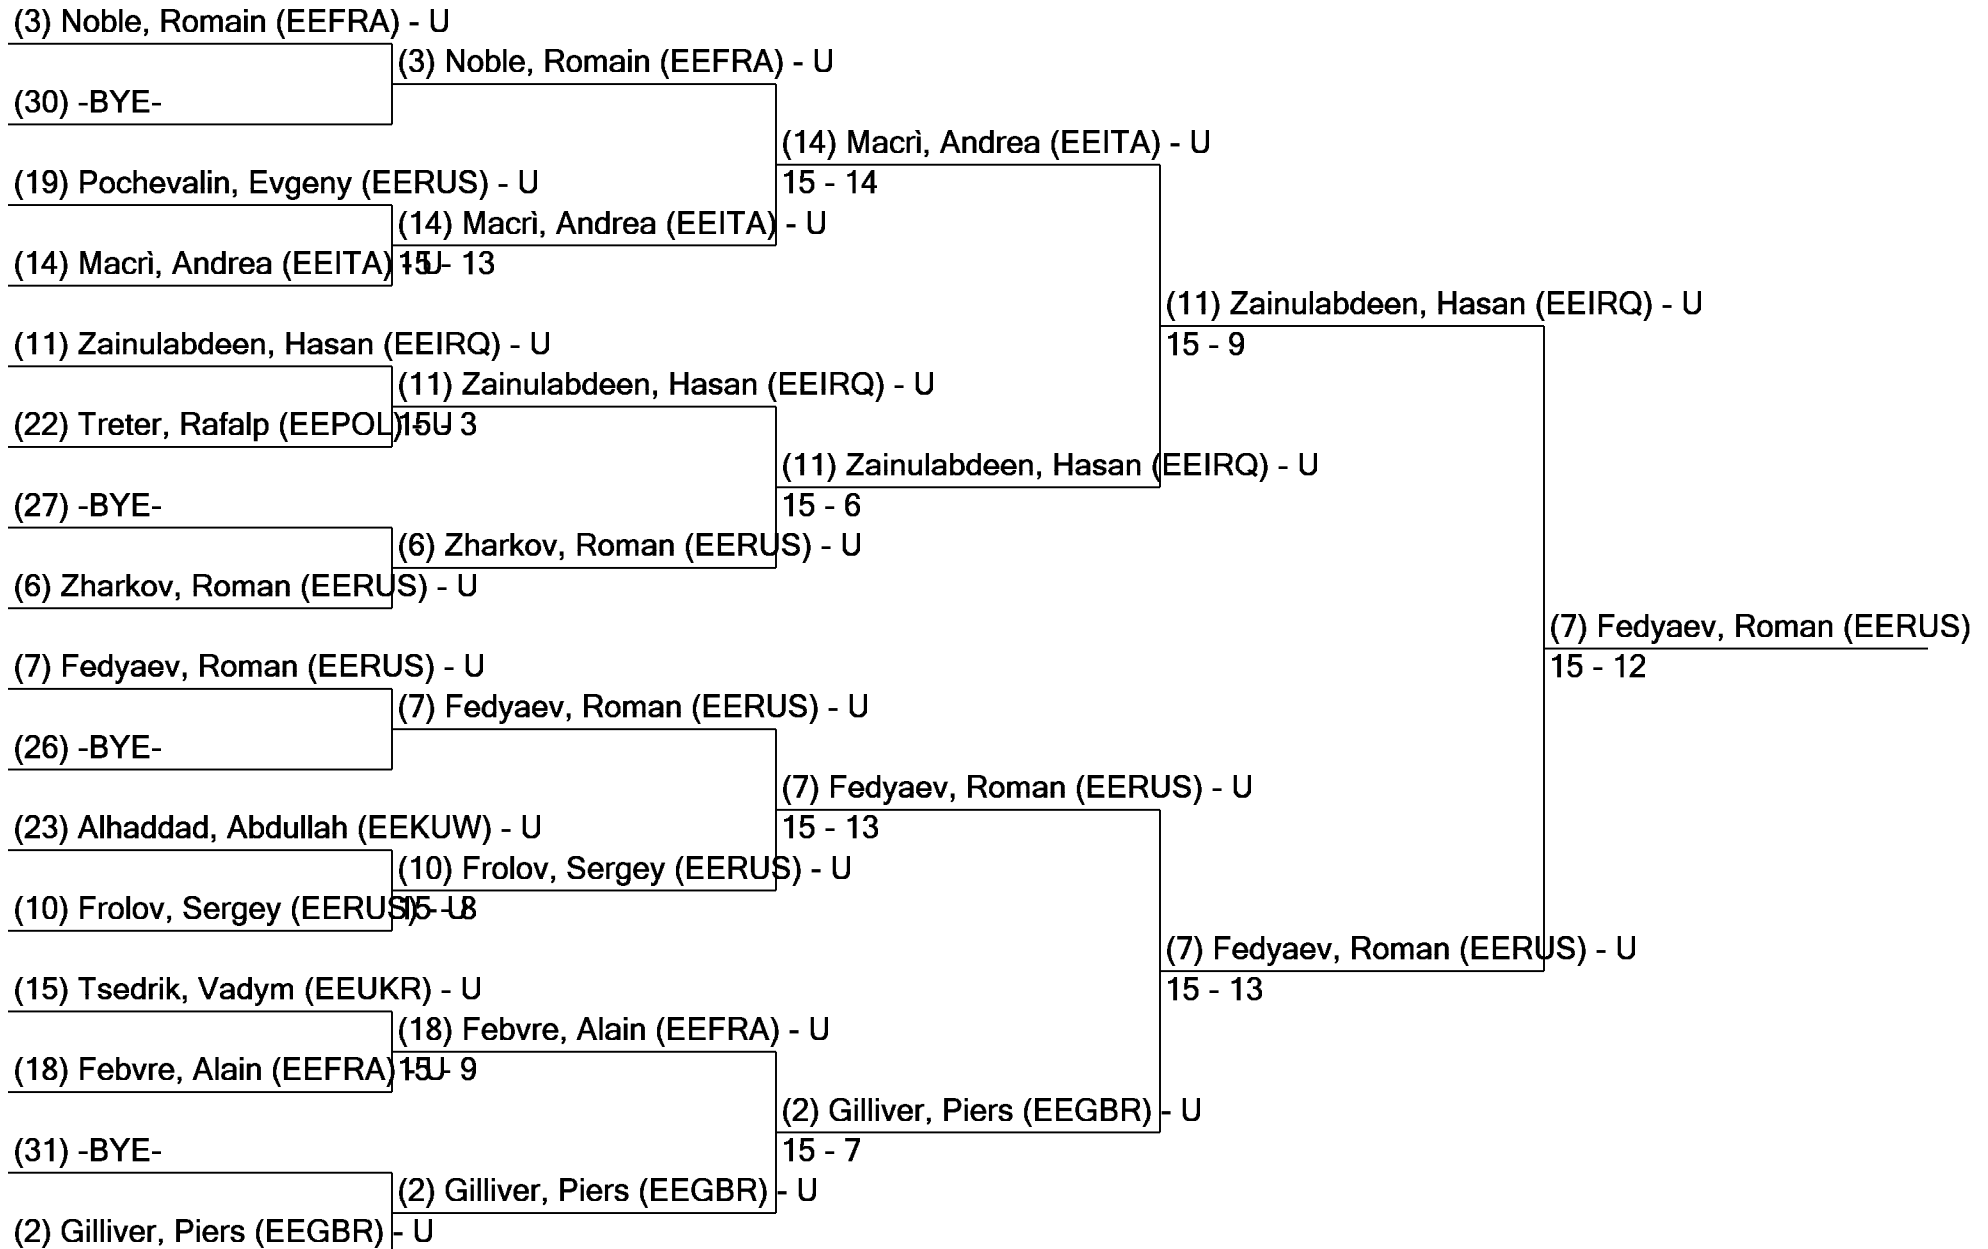 (3) Noble, Romain (EEFRA) - U
(3) Noble, Romain (EEFRA) - U
(30) -BYE-
(14) Macrì, Andrea (EEITA) - U
15 - 14
(19) Pochevalin, Evgeny (EERUS) - U
(14) Macrì, Andrea (EEITA) - U
(14) Macrì, Andrea (EEITA) - U
15 - 13
(11) Zainulabdeen, Hasan (EEIRQ) - U
15 - 9
(11) Zainulabdeen, Hasan (EEIRQ) - U
(11) Zainulabdeen, Hasan (EEIRQ) - U
(22) Treter, Rafalp (EEPOL) - U
15 - 3
(11) Zainulabdeen, Hasan (EEIRQ) - U
15 - 6
(27) -BYE-
(6) Zharkov, Roman (EERUS) - U
(6) Zharkov, Roman (EERUS) - U
(7) Fedyaev, Roman (EERUS)
15 - 12
(7) Fedyaev, Roman (EERUS) - U
(7) Fedyaev, Roman (EERUS) - U
(26) -BYE-
(7) Fedyaev, Roman (EERUS) - U
15 - 13
(23) Alhaddad, Abdullah (EEKUW) - U
(10) Frolov, Sergey (EERUS) - U
(10) Frolov, Sergey (EERUS) - U
15 - 8
(7) Fedyaev, Roman (EERUS) - U
15 - 13
(15) Tsedrik, Vadym (EEUKR) - U
(18) Febvre, Alain (EEFRA) - U
(18) Febvre, Alain (EEFRA) - U
15 - 9
(2) Gilliver, Piers (EEGBR) - U
15 - 7
(31) -BYE-
(2) Gilliver, Piers (EEGBR) - U
(2) Gilliver, Piers (EEGBR) - U